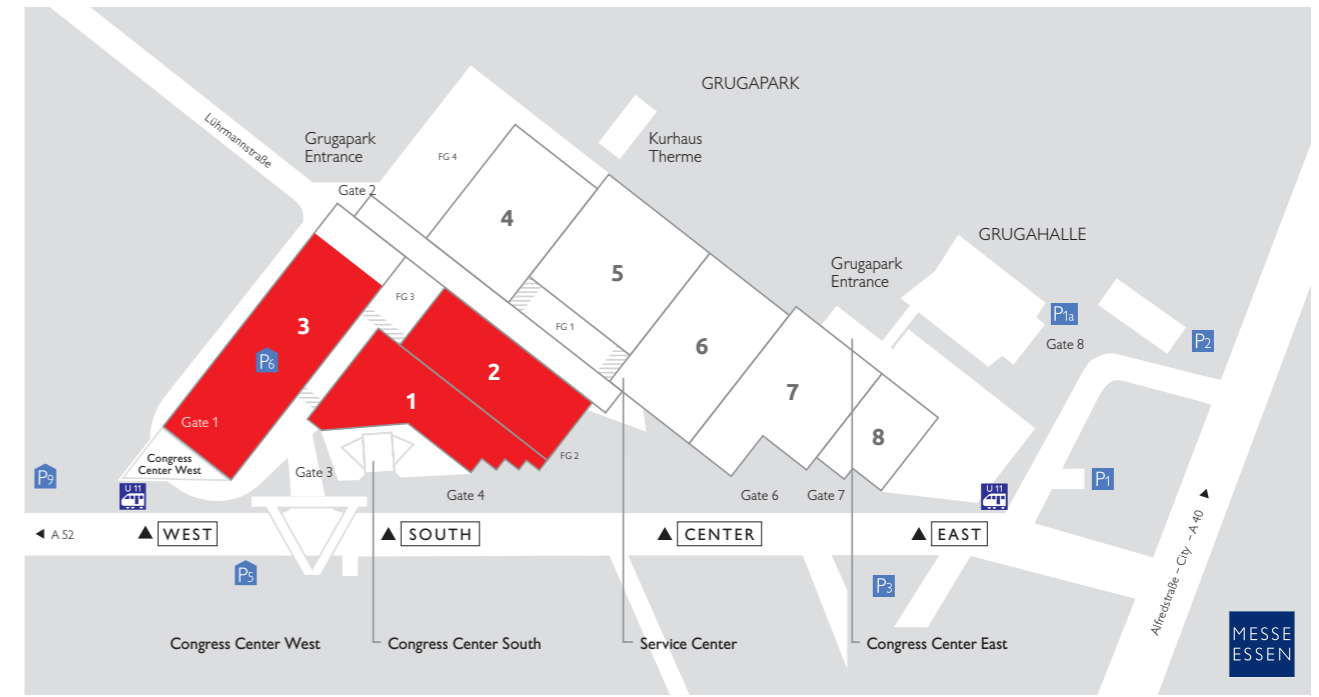 GRUGAPARK
Lührmannstraße
Grugapark
Entrance
Kurhaus
Therme
FG 4
Gate 2
4
GRUGAHALLE
5
Grugapark
Entrance
FG 3
3
FG 1
P1a
P2
Gate 8
6
P6
2
7
1
Gate 1
8
FG 2
Congress
Center West
P9
Gate 3
P1
U 11
Gate 4
Gate 6
Gate 7
U 11
A 52
WEST
SOUTH
CENTER
EAST
Alfredstraße – City – A 40
P5
P3
Congress Center West
Congress Center South
Service Center
Congress Center East
MESSE
ESSEN